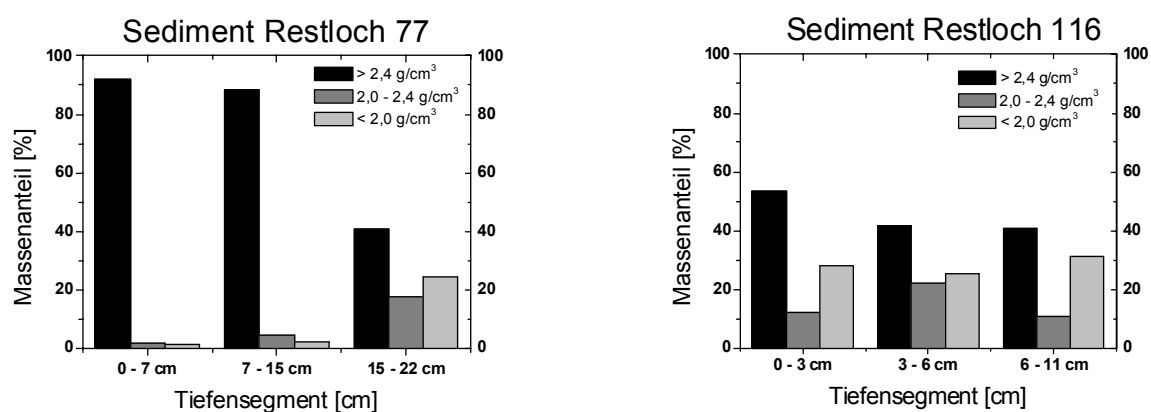 Sediment Restloch 77
Massenanteil [%]
100
80
60
40
20
0
> 2,4 g/cm³
2,0 - 2,4 g/cm³
< 2,0 g/cm³
100
80
60
40
20
0
0 - 7 cm
7 - 15 cm
15 - 22 cm
Tiefensegment [cm]
Sediment Restloch 116
Massenanteil [%]
100
80
60
40
20
0
> 2,4 g/cm³
2,0 - 2,4 g/cm³
< 2,0 g/cm³
100
80
60
40
20
0
0 - 3 cm
3 - 6 cm
6 - 11 cm
Tiefensegment [cm]